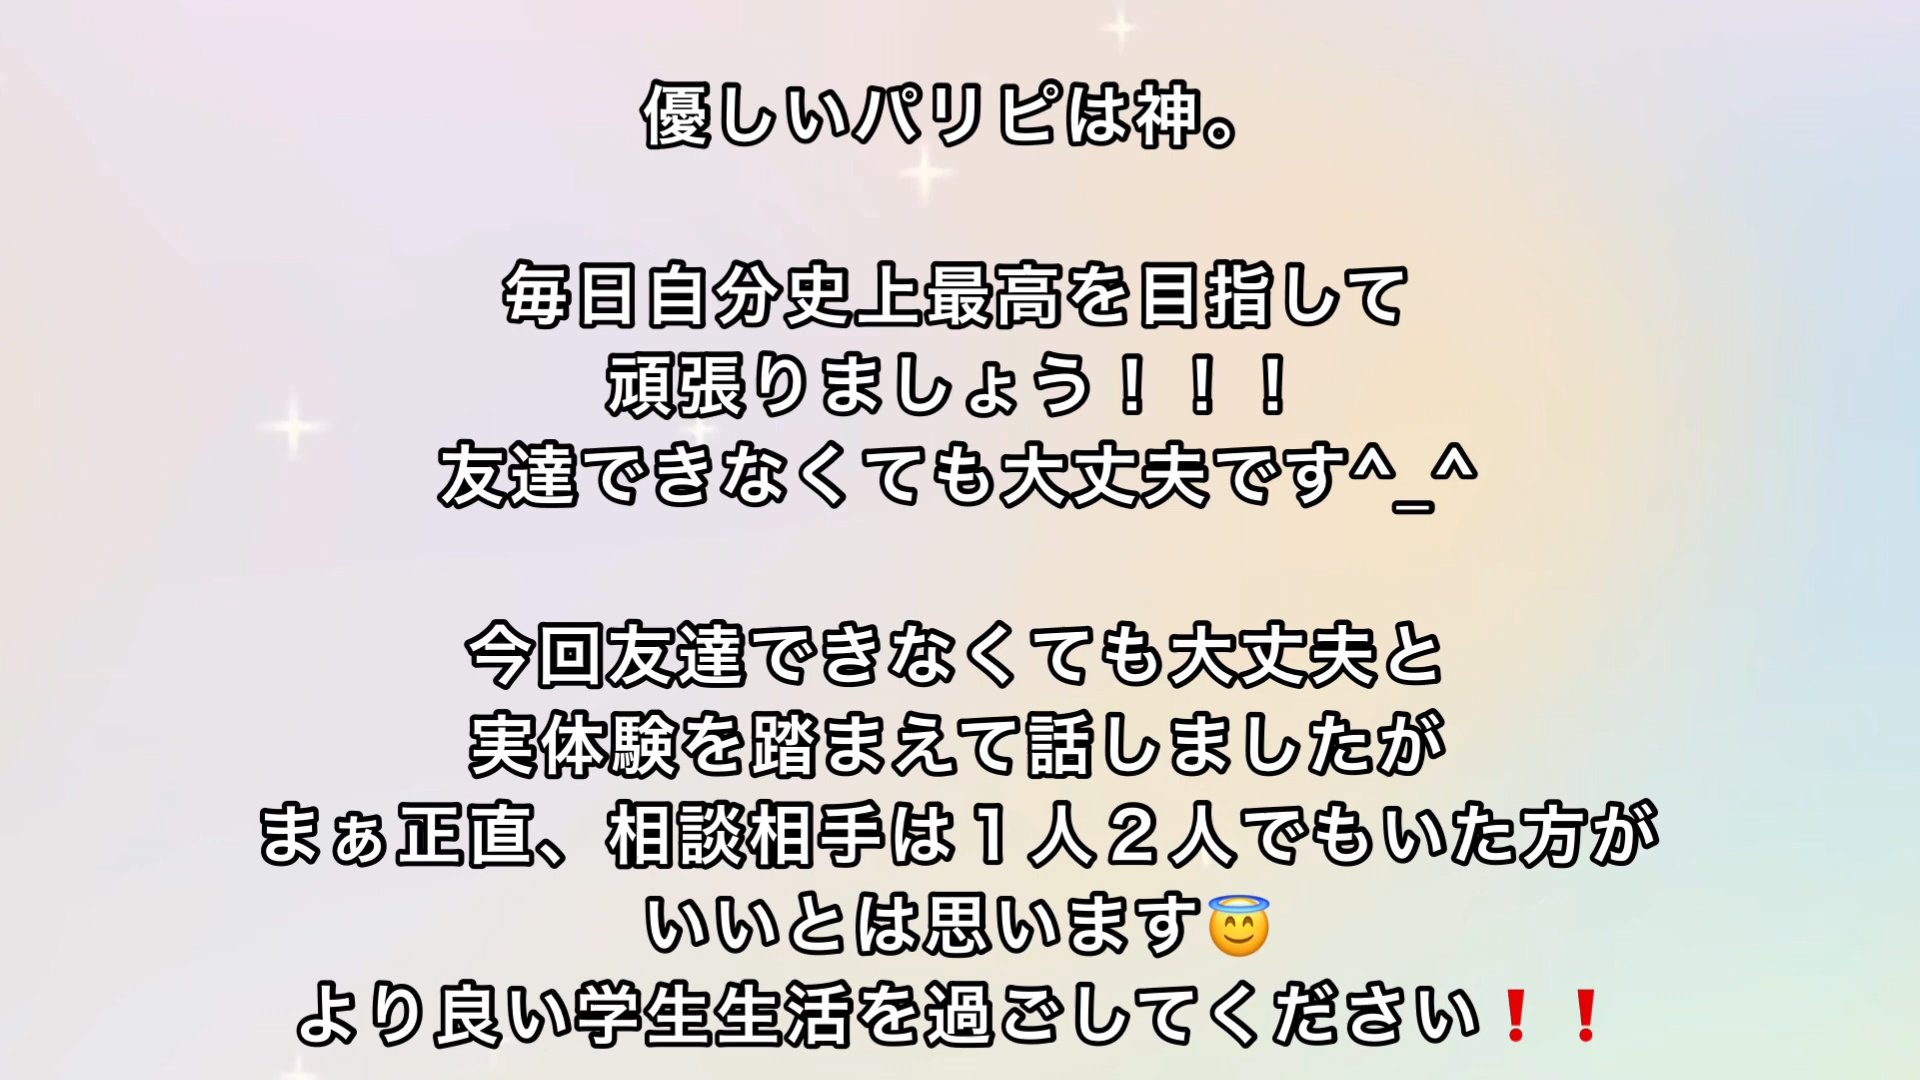 優しいパリピは神。
毎日自分史上最高を目指して
頑張りましょう！！！
友達できなくても大丈夫です^_^
今回友達できなくても大丈夫と
実体験を踏まえて話しましたが
まぁ正直、相談相手は１人２人でもいた方が
いいとは思います😇
より良い学生生活を過ごしてください❗❗